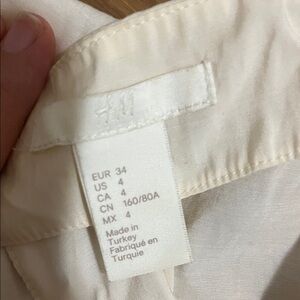 H&M
EUR 34
US 4
CA 4
CN 160/80A
MX 4
Made in
Turkey
Fabriqué en
Turquie